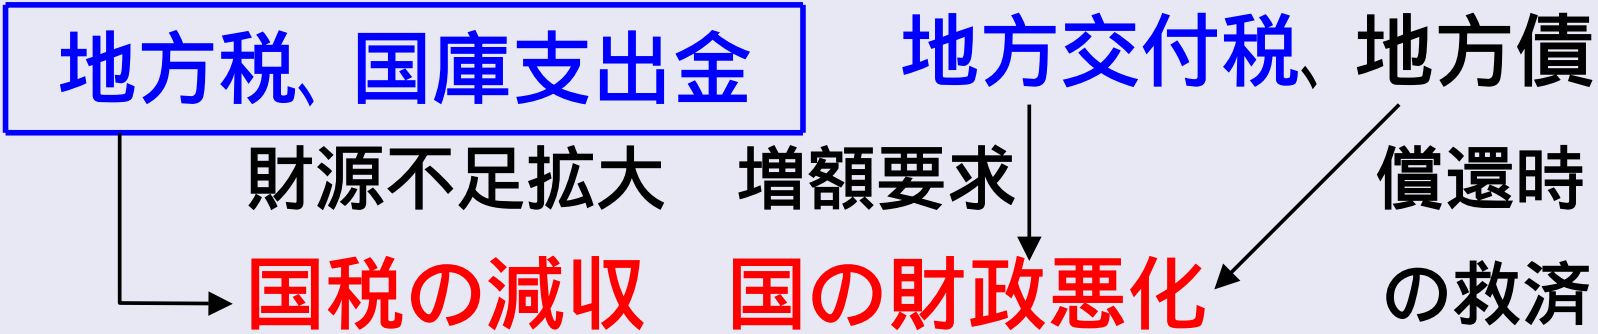 地方税、国庫支出金 地方交付税、地方債
財源不足拡大 増額要求 償還時
国税の減収 国の財政悪化 の救済